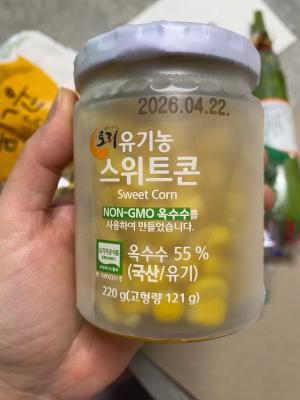 2026.04.22.
토리 유기농
스위트콘
Sweet Corn
NON-GMO 옥수수를
사용하여 만들었습니다.
옥수수 55 %
(국산/유기)
220 g(고형량 121 g)